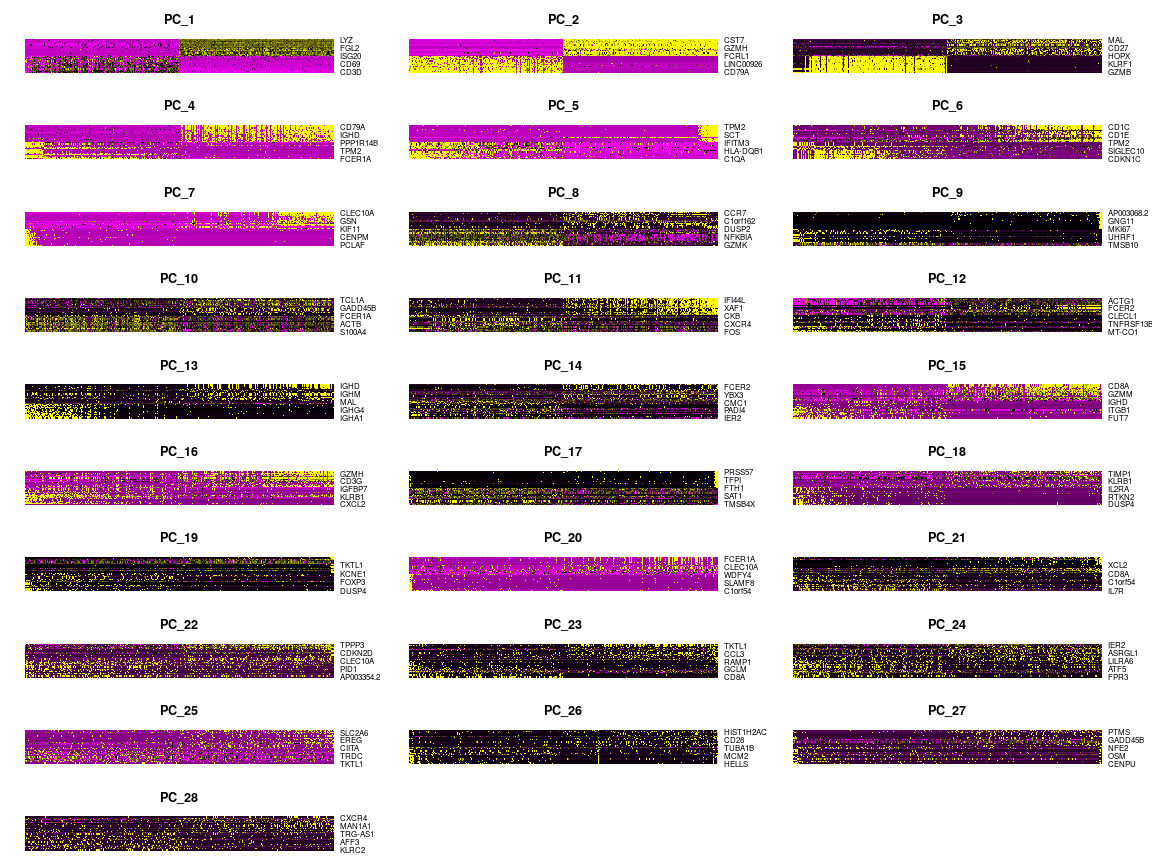 PC_1
LYZ
FGL2
ISG20
CD69
CD3D
PC_2
CST7
GZMH
FCRL1
LINC00926
CD79A
PC_3
MAL
CD27
HOPX
KLRF1
GZMB
PC_4
CD79A
IGHD
PPP1R14B
TPM2
FCER1A
PC_5
TPM2
SCT
IFITM3
HLA-DQB1
C1QA
PC_6
CD1C
CD1E
TPM2
SIGLEC10
CDKN1C
PC_7
CLEC10A
GSN
KIF11
CENPM
PCLAF
PC_8
CCR7
C1orf162
DUSP2
NFKBIA
GZMK
PC_9
AP003068.2
GNG11
MKI67
UHRF1
TMSB10
PC_10
TCL1A
GADD45B
FCER1A
ACTB
S100A4
PC_11
IFI44L
XAF1
CKB
CXCR4
FOS
PC_12
ACTG1
FCER2
CLECL1
TNFRSF13B
MT-CO1
PC_13
IGHD
IGHM
MAL
IGHG4
IGHA1
PC_14
FCER2
YBX3
CMC1
PADI4
IER2
PC_15
CD8A
GZMM
IGHD
ITGB1
FUT7
PC_16
GZMH
CD3G
IGFBP7
KLRB1
CXCL2
PC_17
PRSS57
TFPI
FTH1
SAT1
TMSB4X
PC_18
TIMP1
KLRB1
IL2RA
RTKN2
DUSP4
PC_19
TKTL1
KCNE1
FOXP3
DUSP4
PC_20
FCER1A
CLEC10A
WDFY4
SLAMF8
C1orf54
PC_21
XCL2
CD8A
C1orf54
IL7R
PC_22
TPPP3
CDKN2D
CLEC10A
PID1
AP003354.2
PC_23
TKTL1
CCL3
RAMP1
GCLM
CD8A
PC_24
IER2
ASRGL1
LILRA6
ATF5
FPR3
PC_25
SLC2A6
EREG
CIITA
TRDC
TKTL1
PC_26
HIST1H2AC
CD28
TUBA1B
MCM2
HELLS
PC_27
PTMS
GADD45B
NFE2
OSM
CENPU
PC_28
CXCR4
MAN1A1
TRG-AS1
AFF3
KLRC2